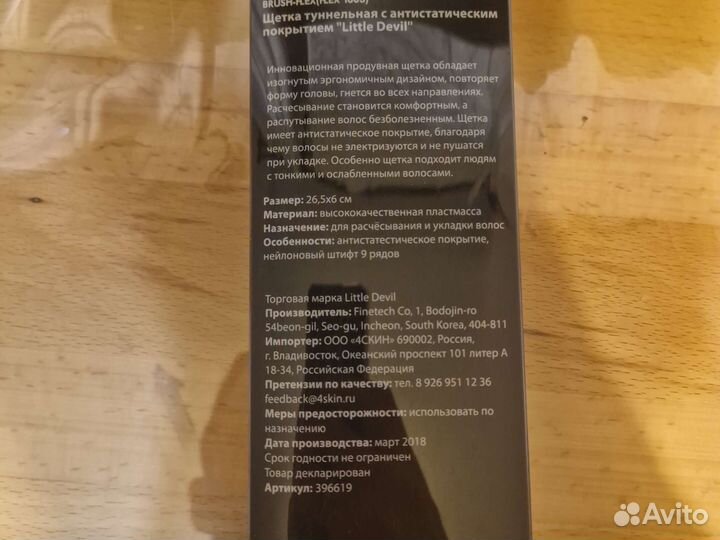 BRUSH-FLEX(FLEX
Щетка туннельная с антистатическим
покрытием "Little Devil"
Инновационная продувная щетка обладает
изогнутым эргономичным дизайном, повторяет
форму головы, гнется во всех направлениях.
Расчесывание становится комфортным, а
распутывание волос безболезненным. Щетка
имеет антистатическое покрытие, благодаря
чему волосы не электризуются и не пушатся
при укладке. Особенно щетка подходит людям
с тонкими и ослабленными волосами.
Размер: 26,5х6 см
Материал: высококачественная пластмасса
Назначение: для расчёсывания и укладки волос
Особенности: антистатестическое покрытие,
нейлоновый штифт 9 рядов
Торговая марка Little Devil
Производитель: Finetech Co, 1, Bodojin-ro
54beon-gil, Seo-gu, Incheon, South Korea, 404-811
Импортер: ООО «4СКИН» 690002, Россия,
г. Владивосток, Океанский проспект 101 литер А
18-34, Российская Федерация
Претензии по качеству: тел. 8 926 951 12 36
feedback@4skin.ru
Меры предосторожности: использовать по
назначению
Дата производства: март 2018
Срок годности не ограничен
Товар декларирован
Артикул: 396619
Avito